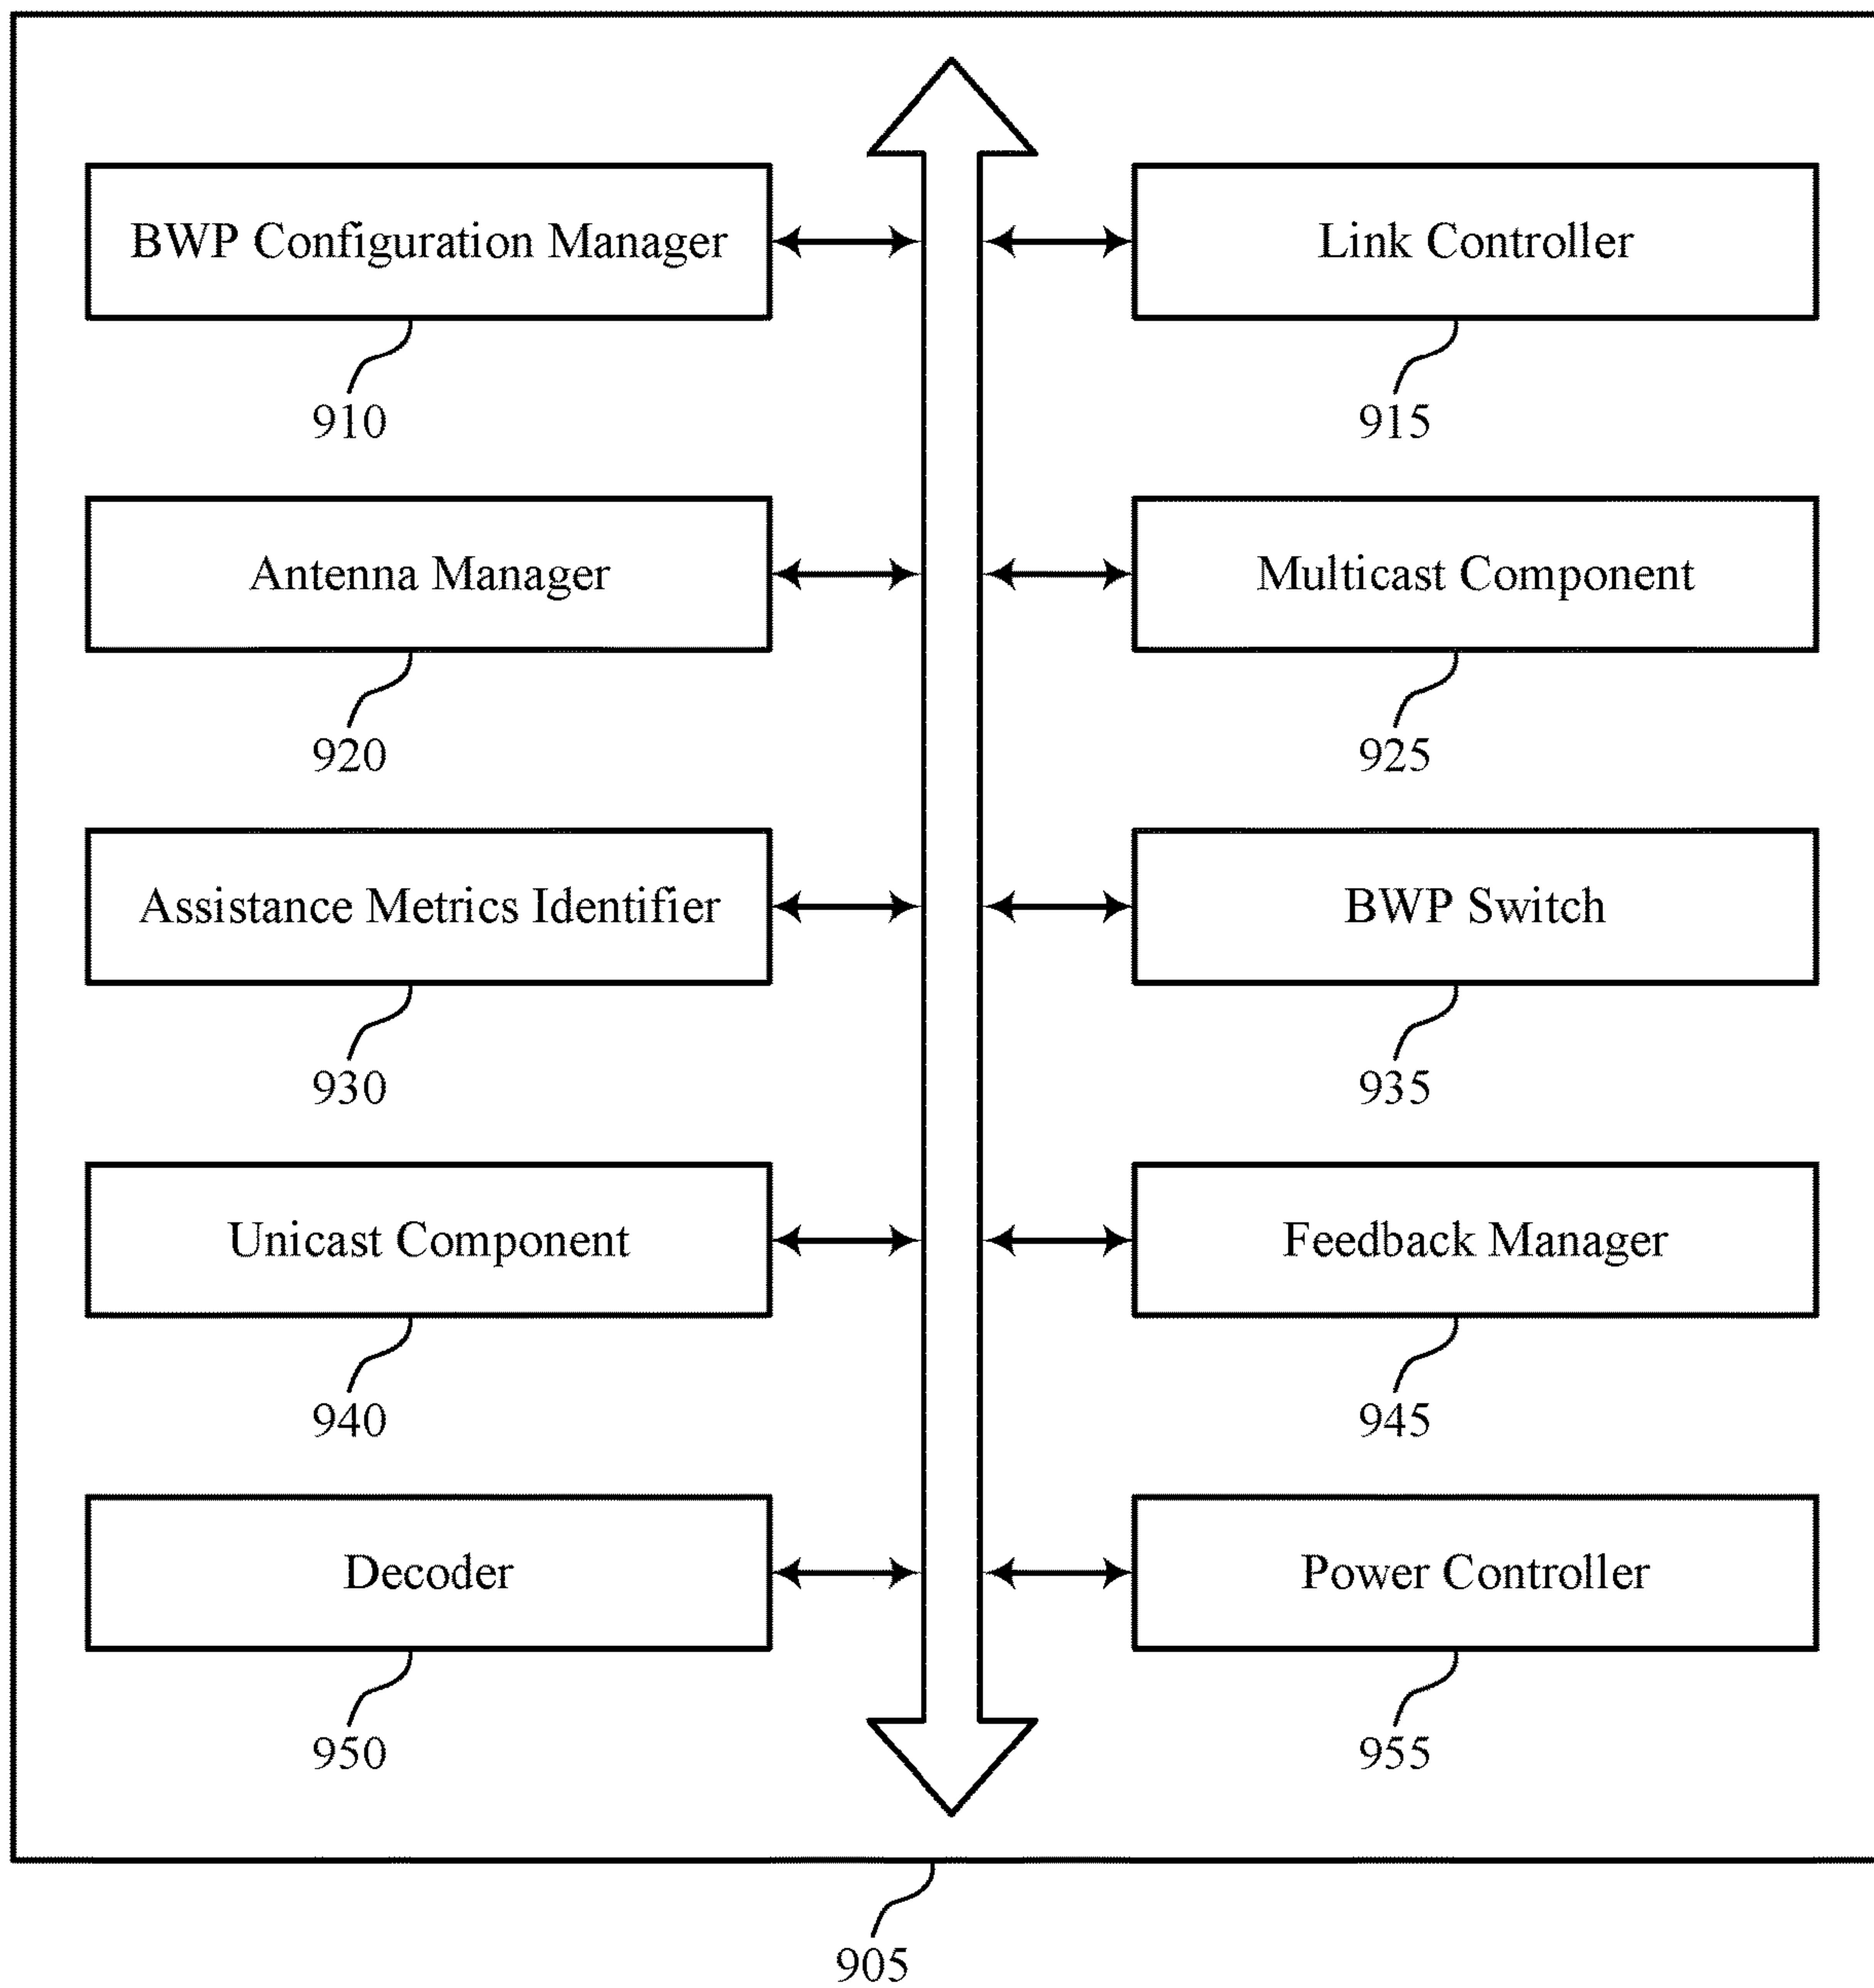 BWP Configuration Manager
Link Controller
910
915
Antenna Manager
Multicast Component
920
925
Assistance Metrics Identifier
BWP Switch
930
935
Unicast Component
Feedback Manager
940
945
Decoder
Power Controller
950
955
905